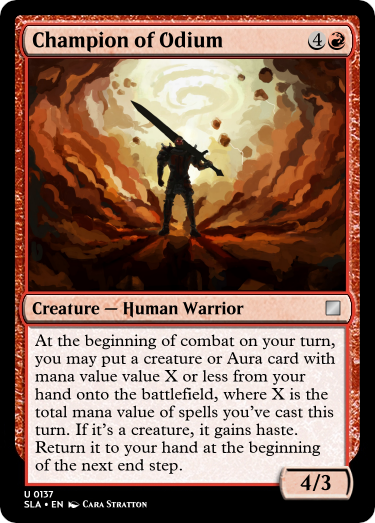 Champion of Odium 4
Creature — Human Warrior
At the beginning of combat on your turn,
you may put a creature or Aura card with
mana value value X or less from your
hand onto the battlefield, where X is the
total mana value of spells you've cast this
turn. If it's a creature, it gains haste.
Return it to your hand at the beginning
of the next end step.
4/3
U 0137
SLA • EN Cara Stratton